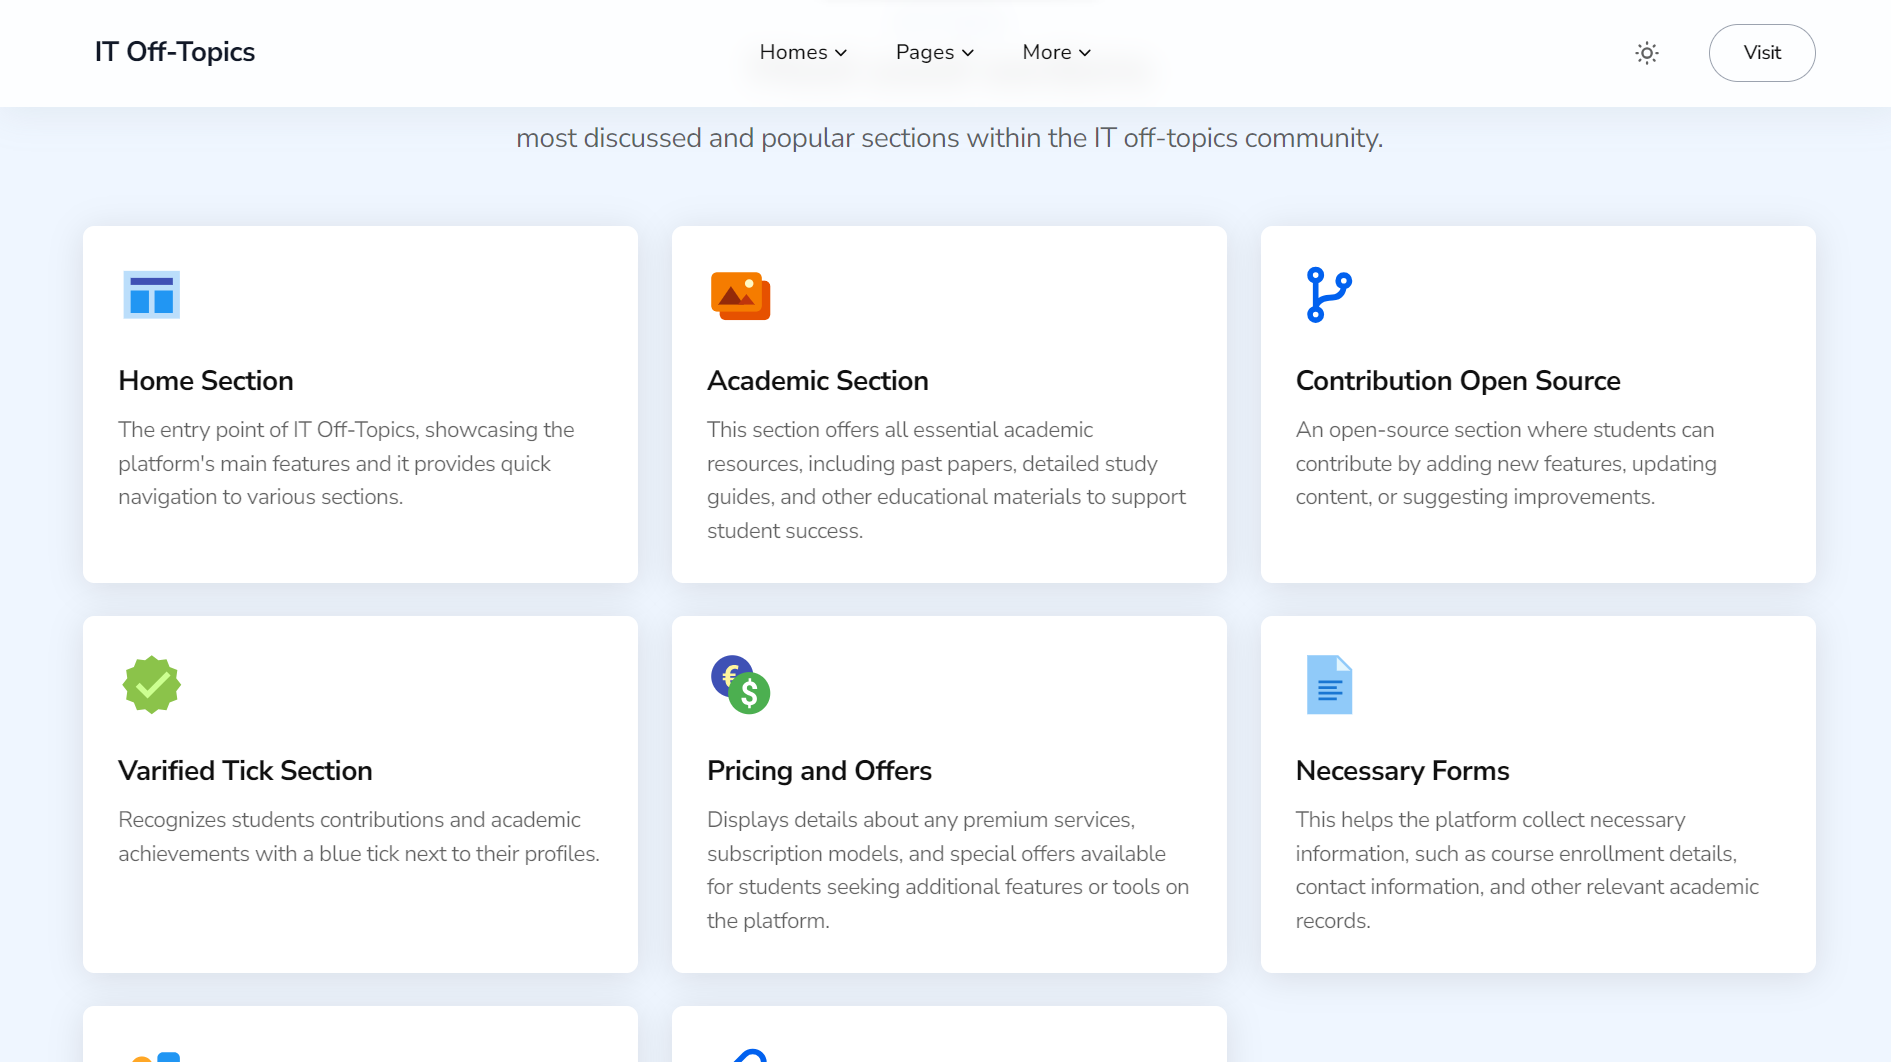 IT Off-Topics
Homes
Pages
More
Visit
most discussed and popular sections within the IT off-topics community.
Home Section
The entry point of IT Off-Topics, showcasing the
platform's main features and it provides quick
navigation to various sections.
Academic Section
This section offers all essential academic
resources, including past papers, detailed study
guides, and other educational materials to support
student success.
Contribution Open Source
An open-source section where students can
contribute by adding new features, updating
content, or suggesting improvements.
Varified Tick Section
Recognizes students contributions and academic
achievements with a blue tick next to their profiles.
€
$
Pricing and Offers
Displays details about any premium services,
subscription models, and special offers available
for students seeking additional features or tools on
the platform.
Necessary Forms
This helps the platform collect necessary
information, such as course enrollment details,
contact information, and other relevant academic
records.